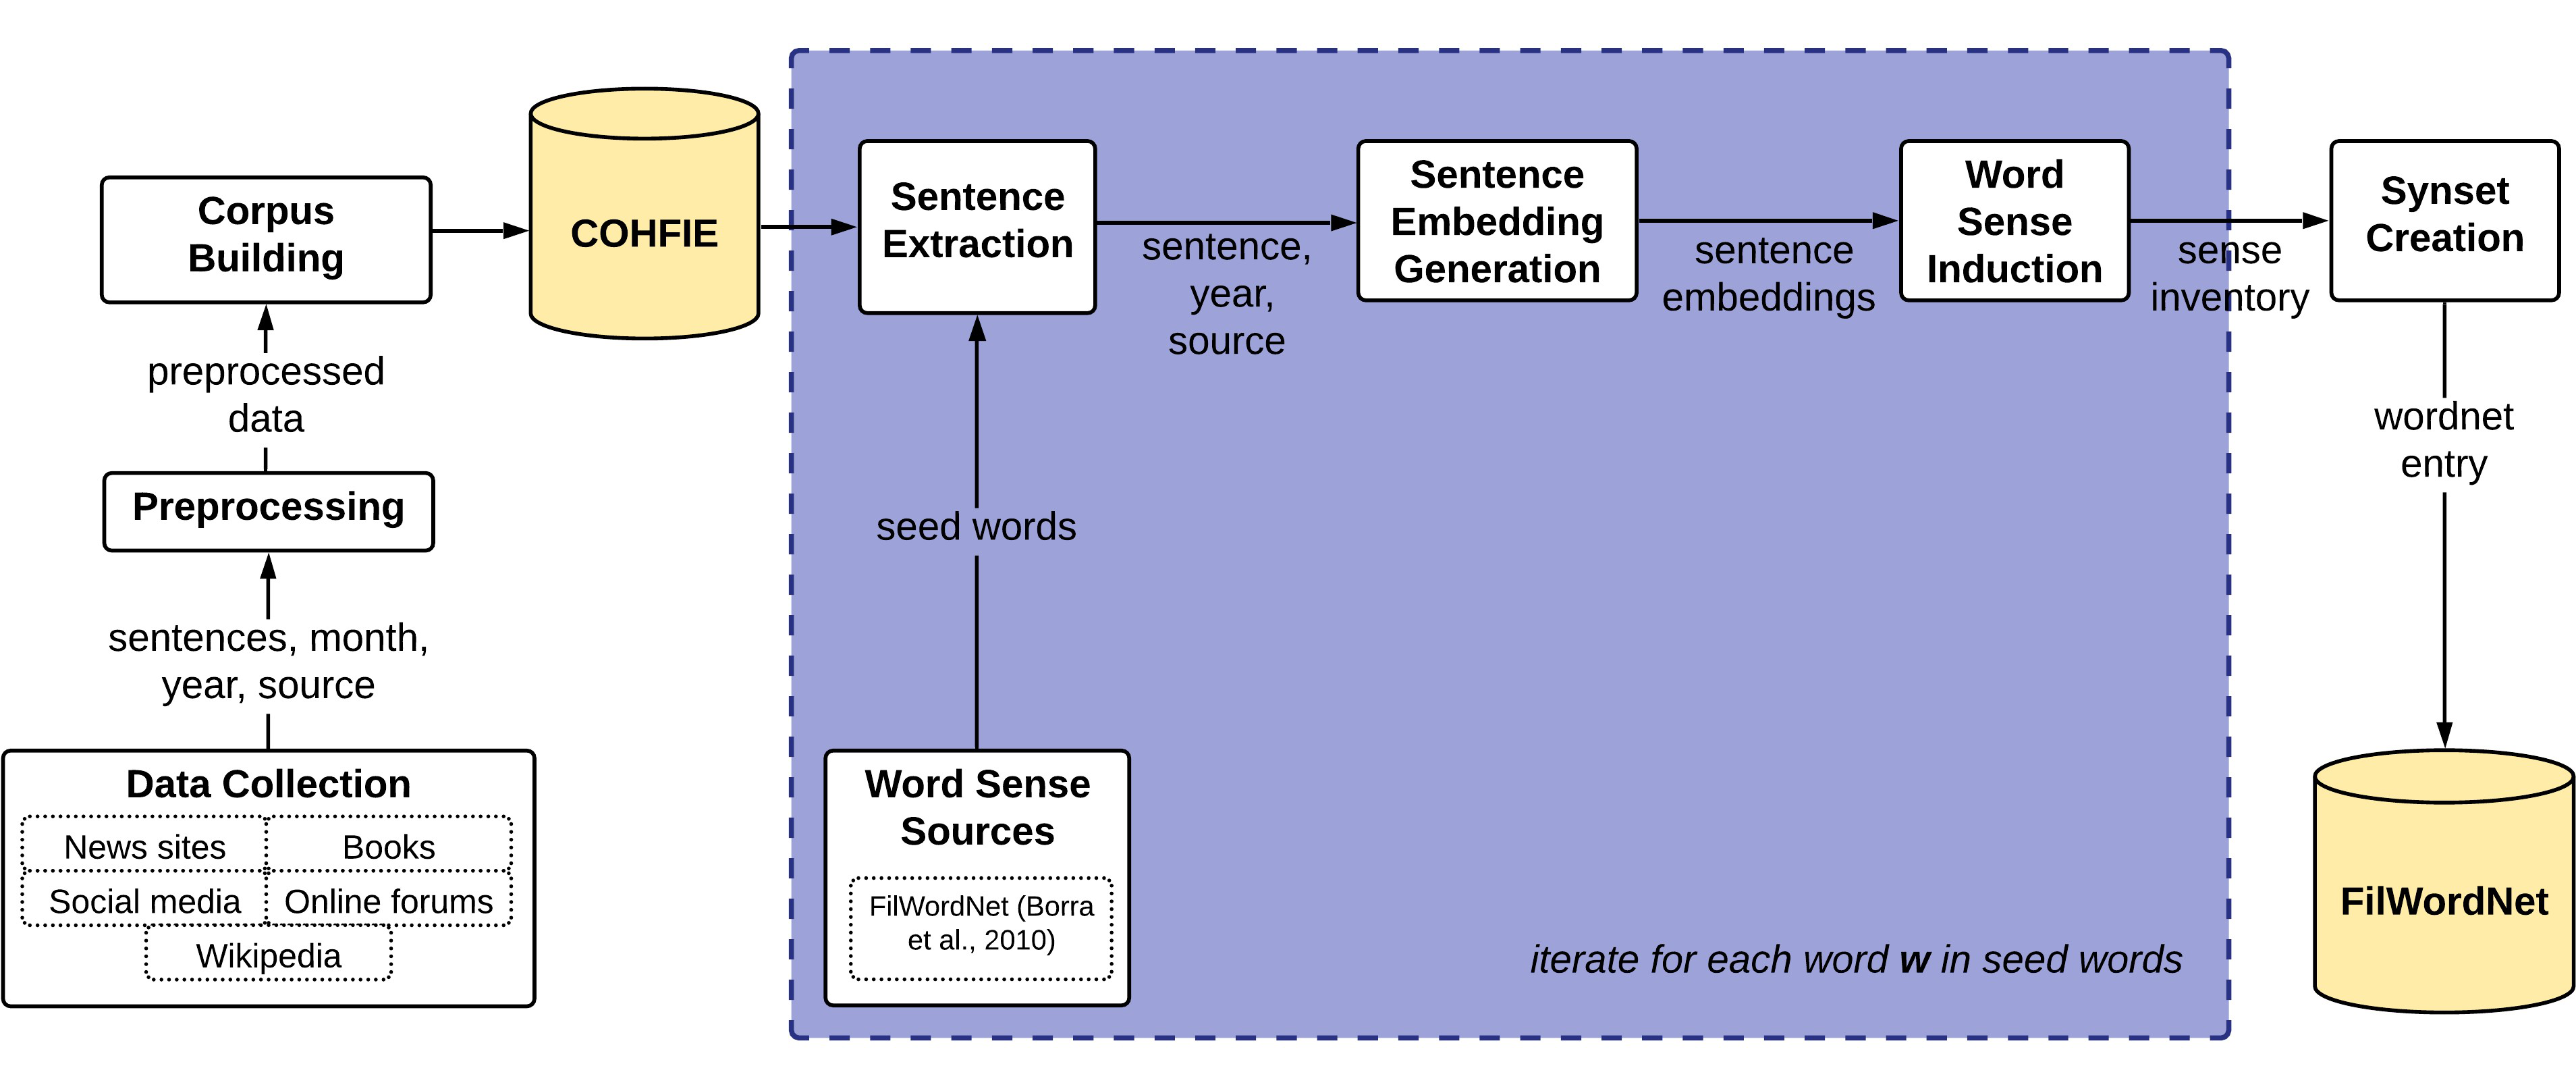 Corpus
Building
COHFIE
Sentence
Extraction
sentence,
year,
source
Sentence
Embedding
Generation
sentence
embeddings
Word
Sense
Induction
sense
inventory
Synset
Creation
preprocessed
data
wordnet
entry
Preprocessing
seed words
sentences, month,
year, source
Data Collection
News sites
Books
Social media
Online forums
Wikipedia
Word Sense
Sources
FilWordNet (Borra
et al., 2010)
iterate for each word w in seed words
FilWordNet